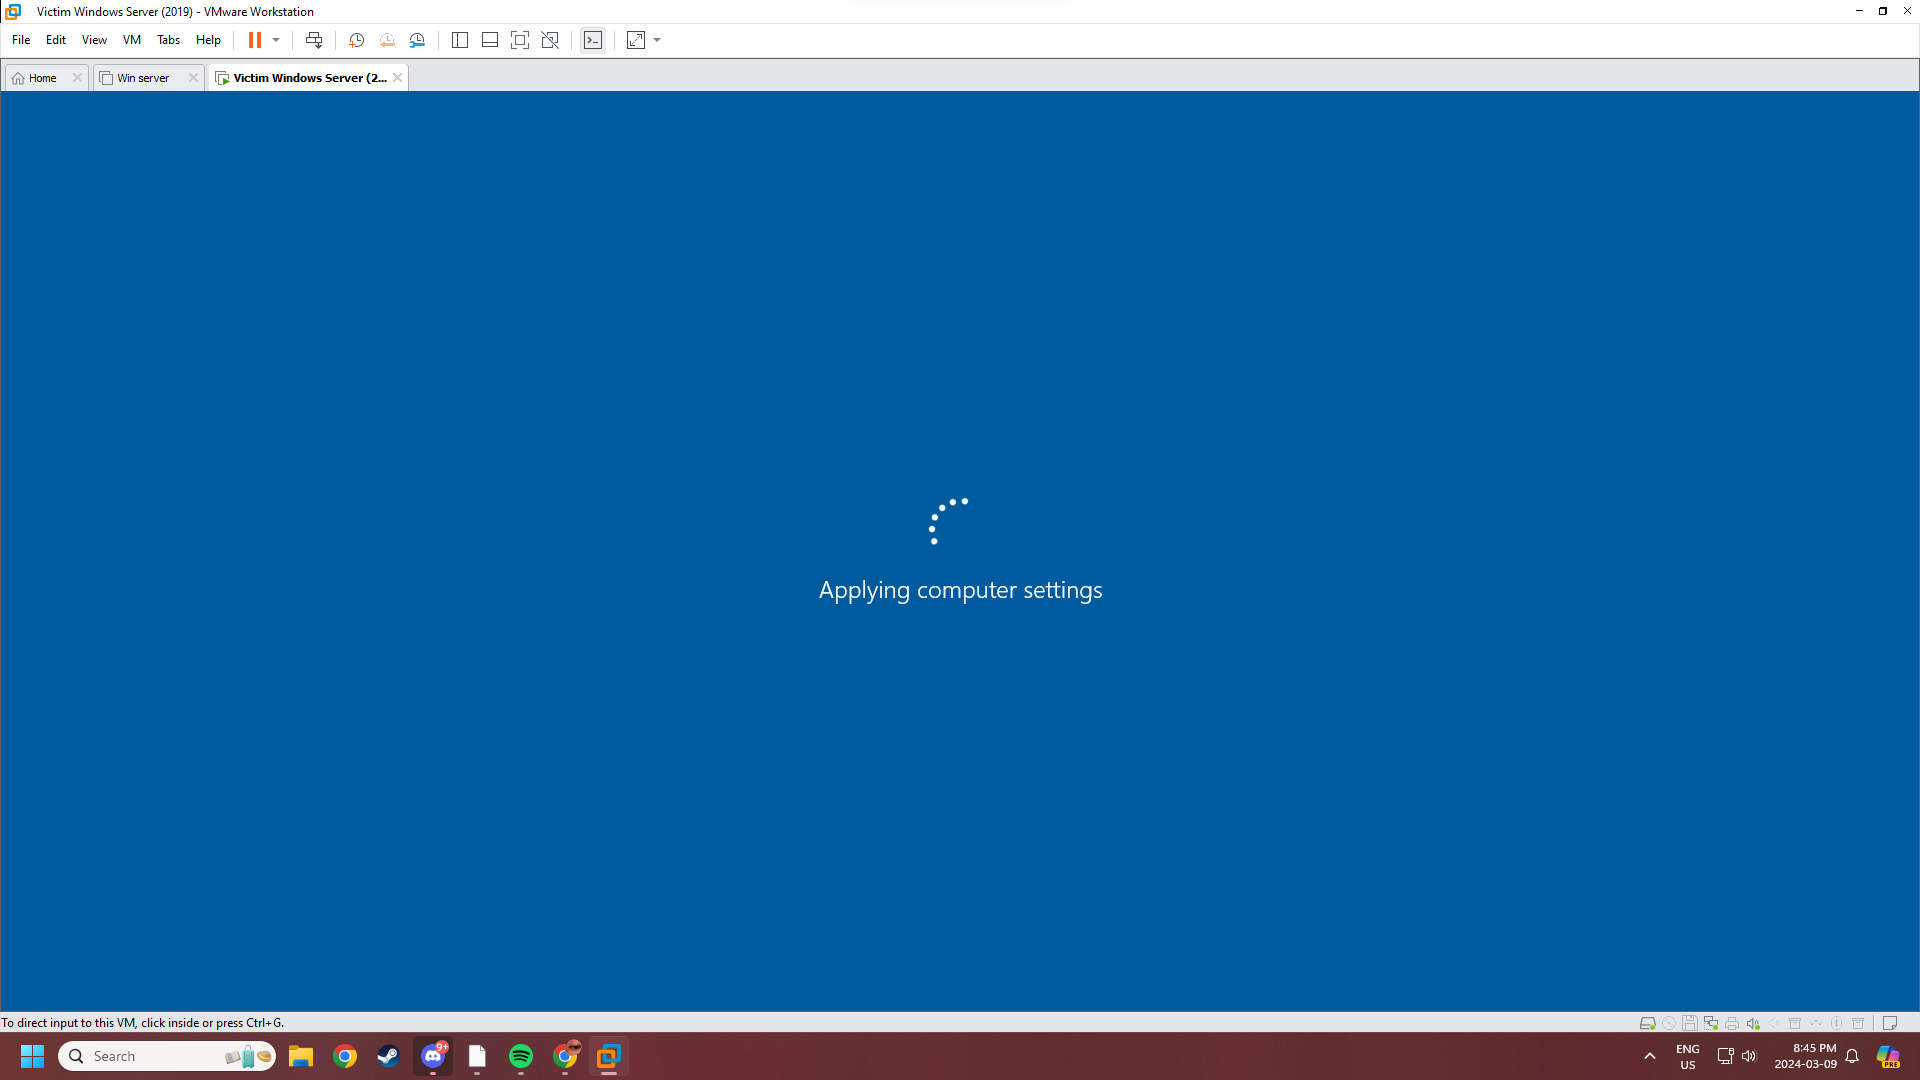 Victim Windows Server (2019) - VMware Workstation
File Edit View VM Tabs Help
Home Win server Victim Windows Server (2...
Applying computer settings
To direct input to this VM, click inside or press Ctrl+G.
Search 9+ ENG 8:45 PM
US 2024-03-09 PRE